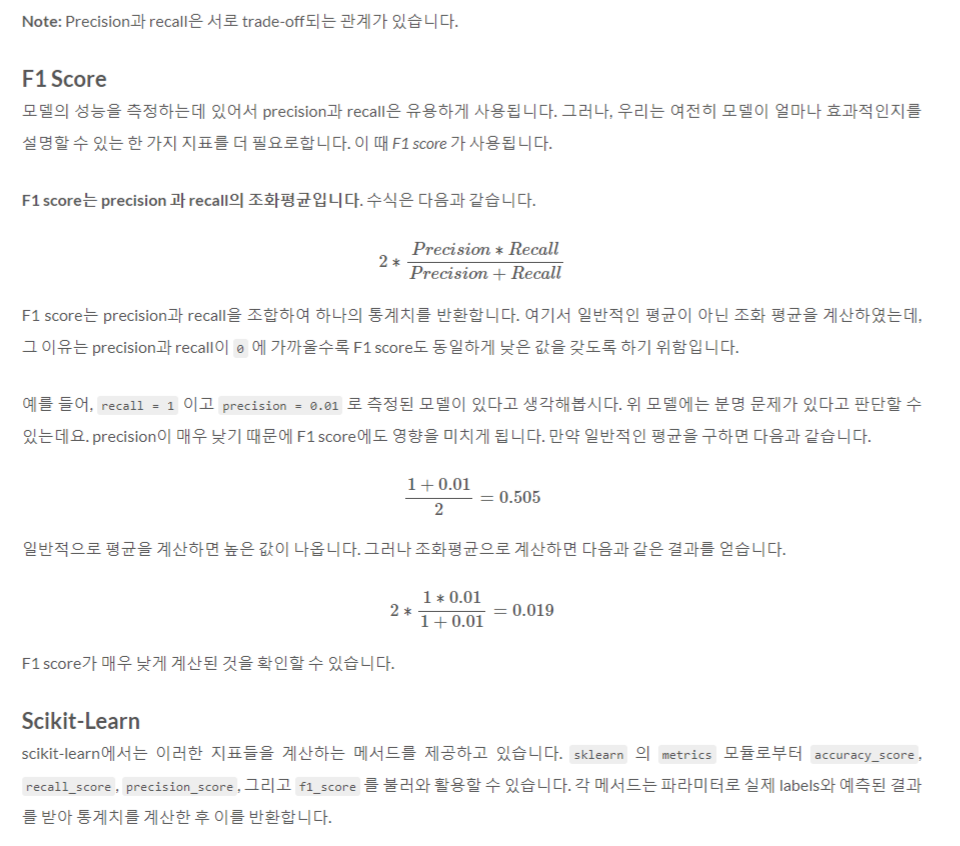 Note: Precision과 recall은 서로 trade-off되는 관계가 있습니다.
F1 Score
모델의 성능을 측정하는데 있어서 precision과 recall은 유용하게 사용됩니다. 그러나, 우리는 여전히 모델이 얼마나 효과적인지를
설명할 수 있는 한 가지 지표를 더 필요로합니다. 이 때 F1 score 가 사용됩니다.
F1 score는 precision 과 recall의 조화평균입니다. 수식은 다음과 같습니다.
2 * \frac{Precision * Recall}{Precision + Recall}
F1 score는 precision과 recall을 조합하여 하나의 통계치를 반환합니다. 여기서 일반적인 평균이 아닌 조화 평균을 계산하였는데,
그 이유는 precision과 recall이 0 에 가까울수록 F1 score도 동일하게 낮은 값을 갖도록 하기 위함입니다.
예를 들어, recall = 1 이고 precision = 0.01 로 측정된 모델이 있다고 생각해봅시다. 위 모델에는 분명 문제가 있다고 판단할 수
있는데요. precision이 매우 낮기 때문에 F1 score에도 영향을 미치게 됩니다. 만약 일반적인 평균을 구하면 다음과 같습니다.
\frac{1 + 0.01}{2} = 0.505
일반적으로 평균을 계산하면 높은 값이 나옵니다. 그러나 조화평균으로 계산하면 다음과 같은 결과를 얻습니다.
2 * \frac{1 * 0.01}{1 + 0.01} = 0.019
F1 score가 매우 낮게 계산된 것을 확인할 수 있습니다.
Scikit-Learn
scikit-learn에서는 이러한 지표들을 계산하는 메서드를 제공하고 있습니다. sklearn 의 metrics 모듈로부터 accuracy_score,
recall_score, precision_score, 그리고 f1_score 를 불러와 활용할 수 있습니다. 각 메서드는 파라미터로 실제 labels와 예측된 결과
를 받아 통계치를 계산한 후 이를 반환합니다.